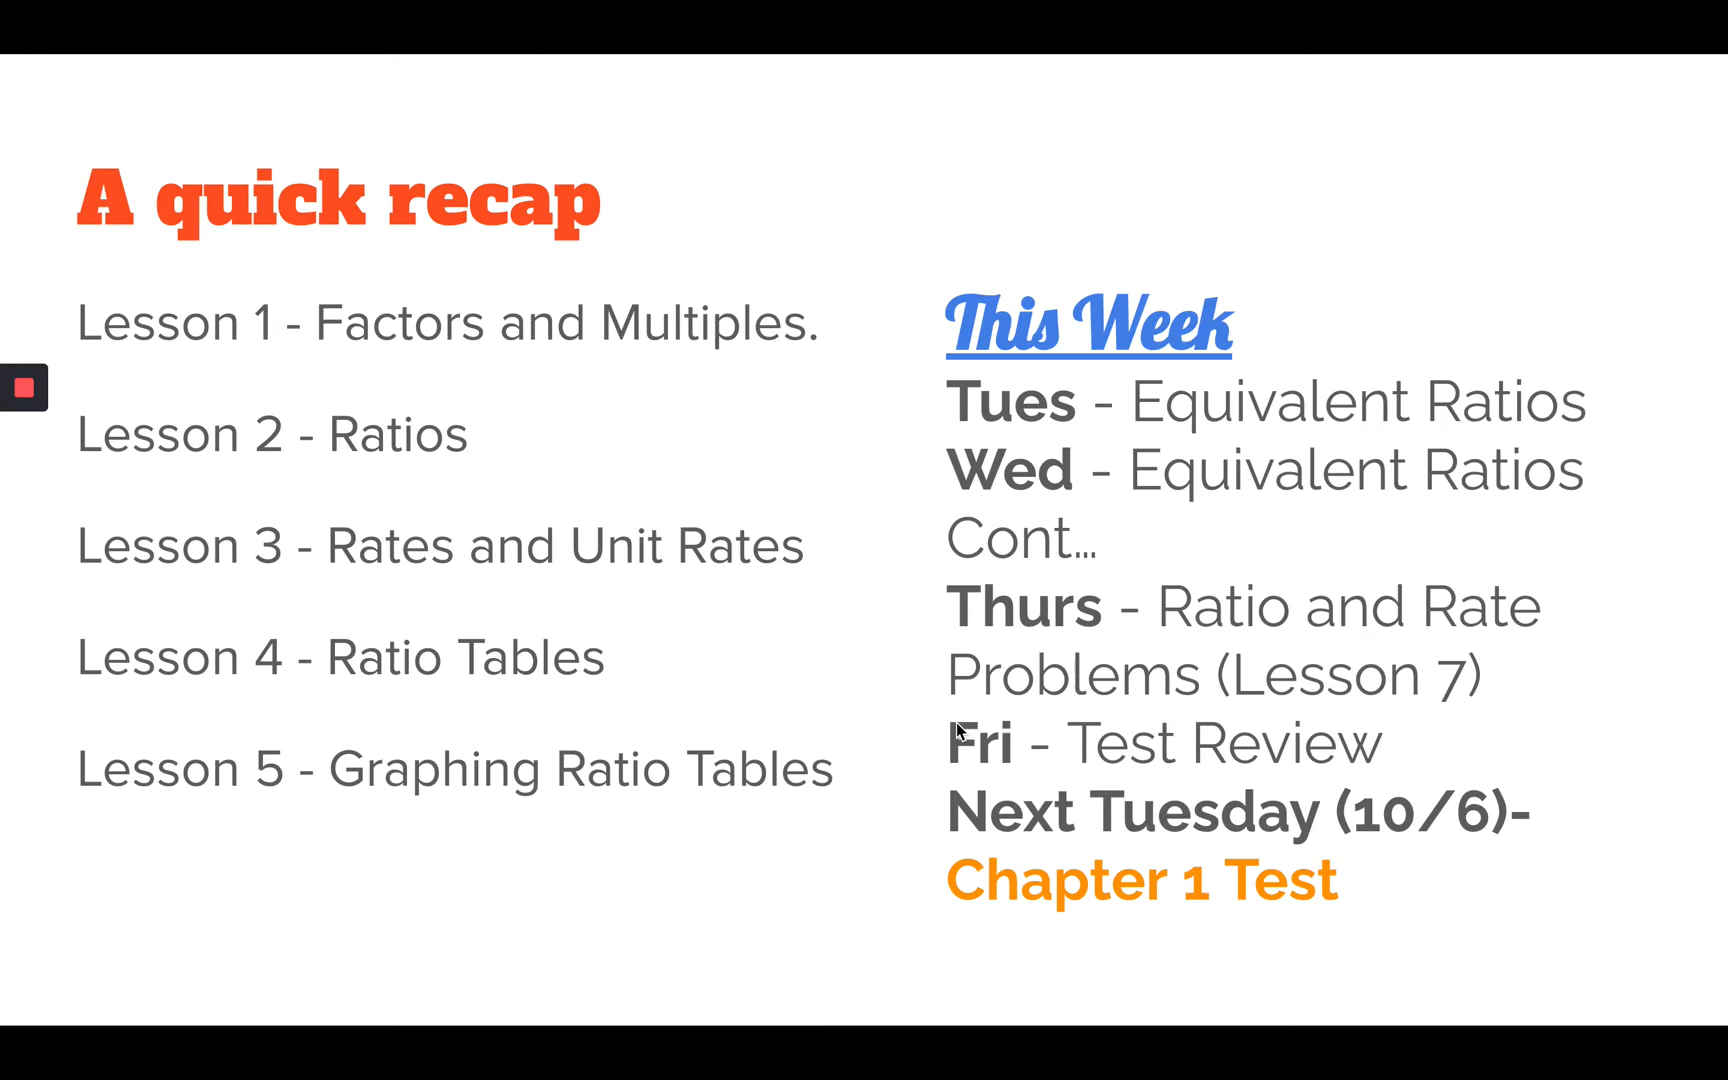 A quick recap
Lesson 1 - Factors and Multiples.
Lesson 2 - Ratios
Lesson 3 - Rates and Unit Rates
Lesson 4 - Ratio Tables
Lesson 5 - Graphing Ratio Tables
This Week
Tues - Equivalent Ratios
Wed - Equivalent Ratios
Cont...
Thurs - Ratio and Rate
Problems (Lesson 7)
Fri - Test Review
Next Tuesday (10/6)-
Chapter 1 Test